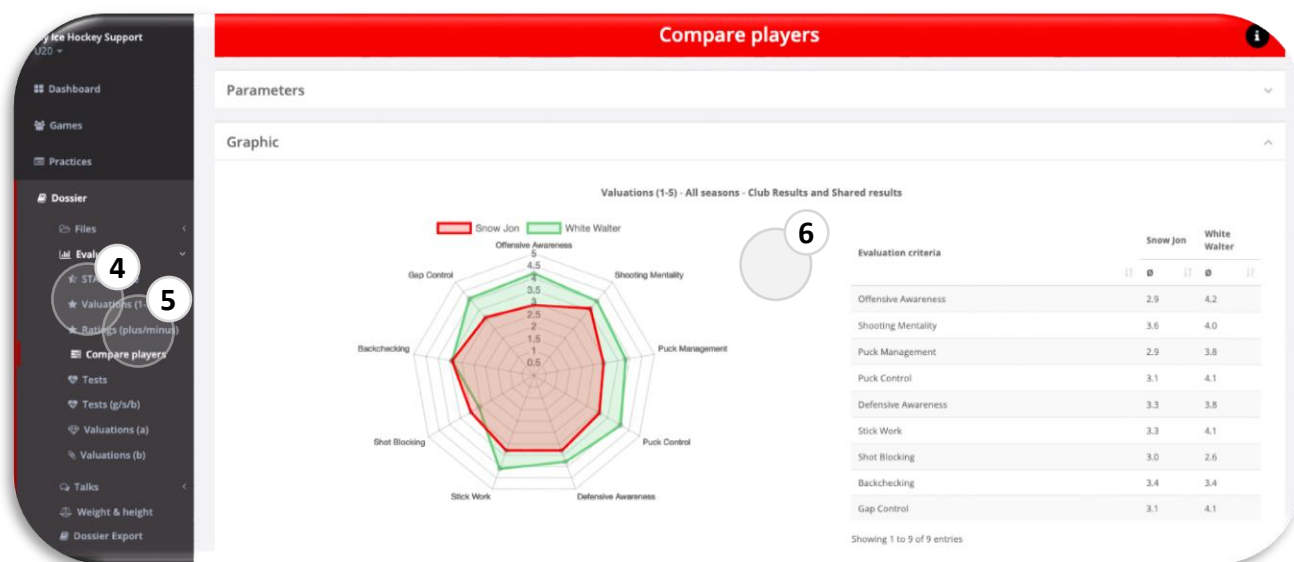 Ice Hockey Support
U20
Dashboard
Games
Practices
Dossier
Files
4
5
Valuations (1-
Ratings (plus/minus)
Compare players
Tests
Tests (g/s/b)
Valuations (a)
Valuations (b)
Talks
Weight & height
Dossier Export
Compare players
i
Parameters
Graphic
Valuations (1-5) - All seasons - Club Results and Shared results
Snow Jon White Walter
Offensive Awareness
Shooting Mentality
Puck Management
Puck Control
Defensive Awareness
Stick Work
Shot Blocking
Backchecking
Gap Control
5
4.5
4
3.5
3
2.5
2
1.5
1
0.5
6
Evaluation criteria Snow Jon White Walter
Ø Ø
Offensive Awareness 2.9 4.2
Shooting Mentality 3.6 4.0
Puck Management 2.9 3.8
Puck Control 3.1 4.1
Defensive Awareness 3.3 3.8
Stick Work 3.3 4.1
Shot Blocking 3.0 2.6
Backchecking 3.4 3.4
Gap Control 3.1 4.1
Showing 1 to 9 of 9 entries